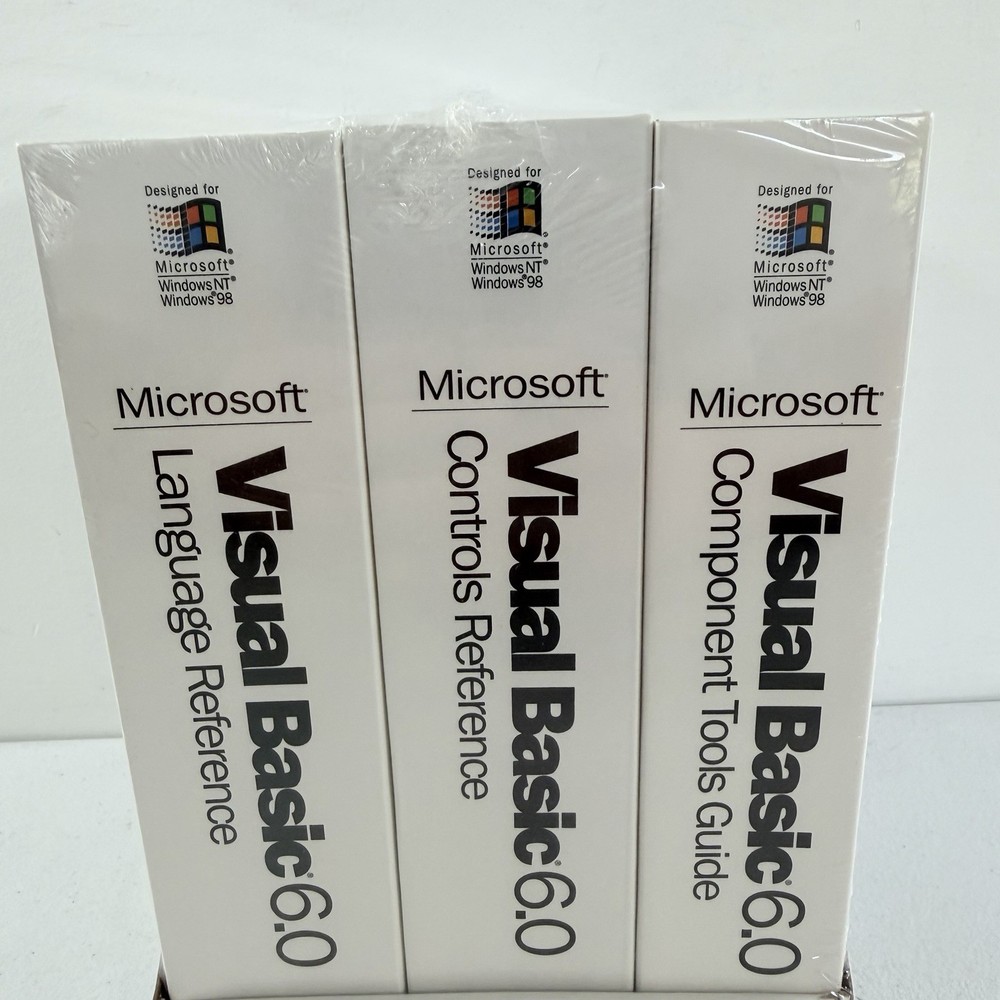 Designed for
Microsoft®
Windows NT®
Windows®98
Microsoft®
Visual Basic® 6.0
Language Reference
Designed for
Microsoft®
Windows NT®
Windows®98
Microsoft®
Visual Basic® 6.0
Controls Reference
Designed for
Microsoft®
Windows NT®
Windows®98
Microsoft®
Visual Basic® 6.0
Component Tools Guide